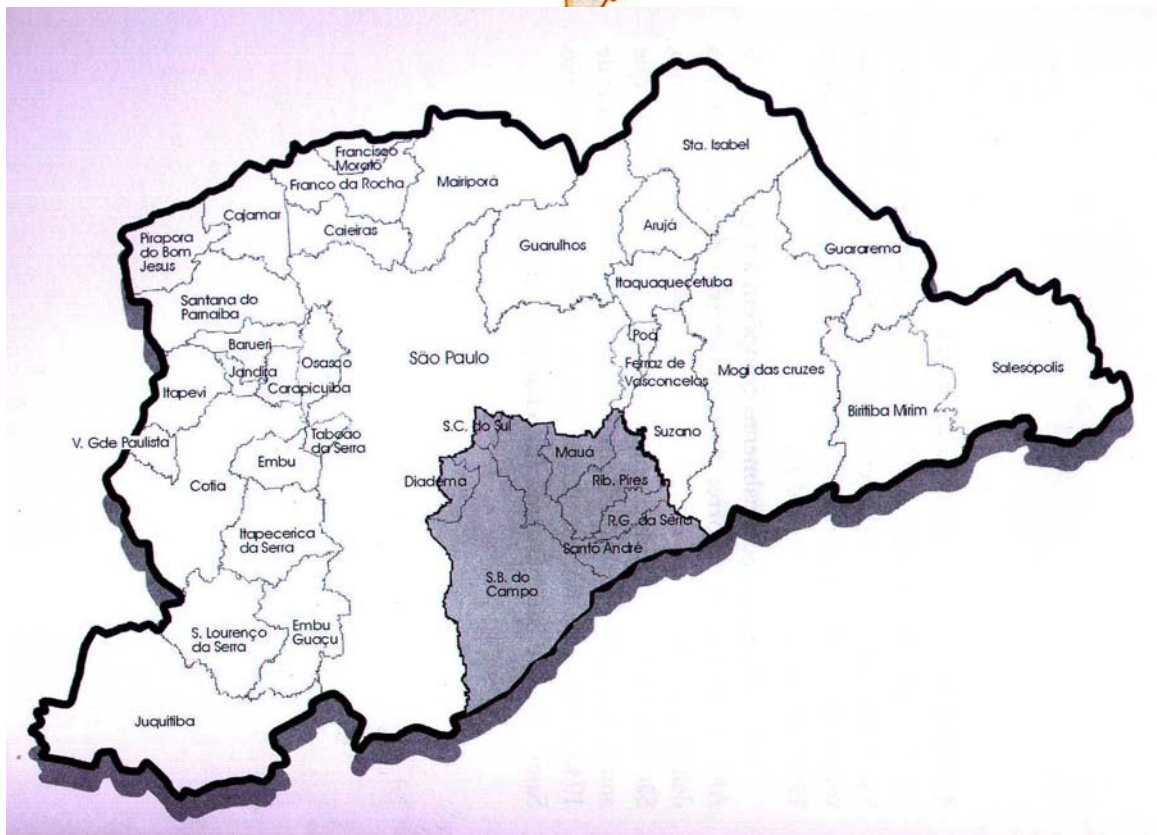 Francisco
Morató
Franco da Rocha
Mairiporã
Sta. Isabel
Cajamar
Caieiras
Pirapora
do Bom
Jesus
Guarulhos
Arujá
Guararema
Itaquaquecetuba
Santana do
Parnaiba
Barueri
Jandira
Carapicuiba
Osasco
Itapevi
São Paulo
Poá
Ferraz de
Vasconcelos
Mogi das cruzes
Salesópolis
Biritiba Mirim
V. Gde Paulista
Taboão
da Serra
S.C. do Sul
Suzano
Embu
Mauá
Cotia
Diadema
Rib. Pires
R.G. da Serra
Itapecerica
da Serra
Santo André
S.B. do
Campo
S. Lourenço
da Serra
Embu
Guaçu
Juquitiba